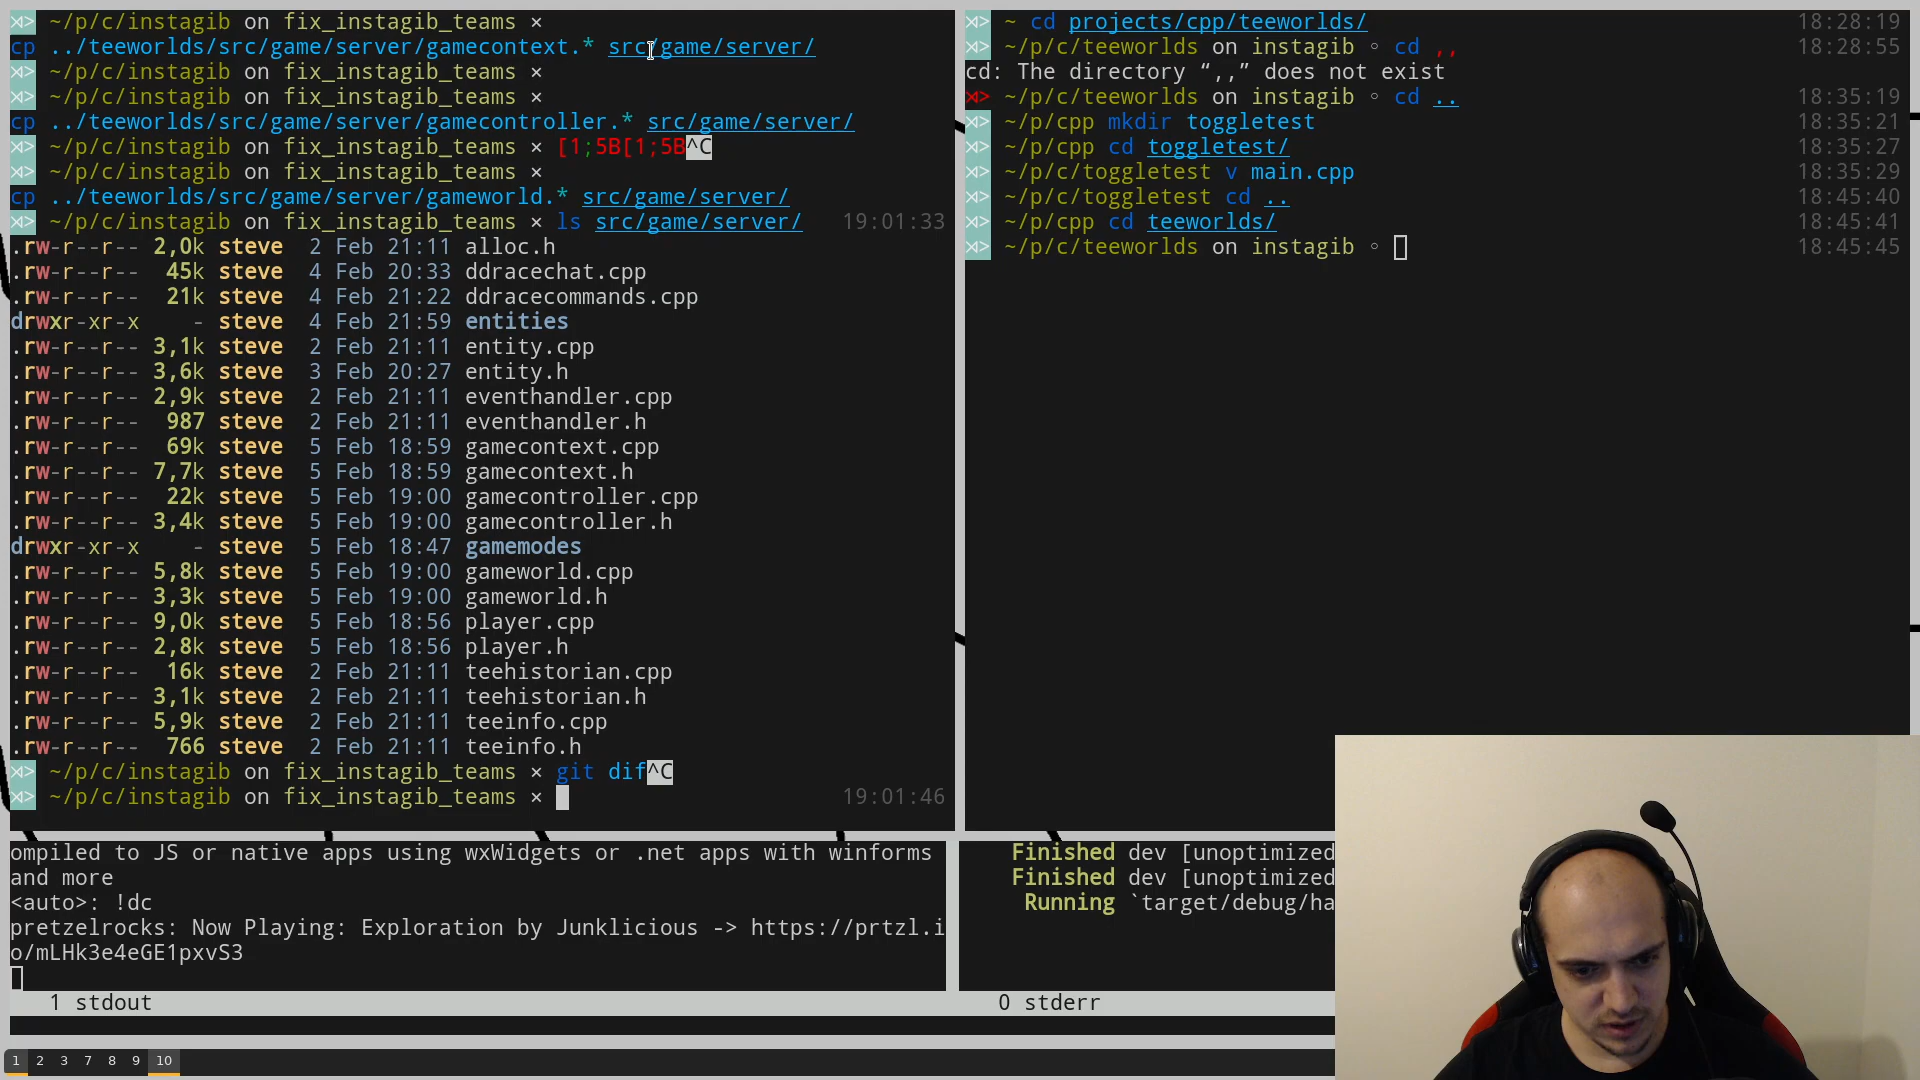 ⋊> ~/p/c/instagib on fix_instagib_teams ×
cp ../teeworlds/src/game/server/gamecontext.* src/game/server/
⋊> ~/p/c/instagib on fix_instagib_teams ×
⋊> ~/p/c/instagib on fix_instagib_teams ×
cp ../teeworlds/src/game/server/gamecontroller.* src/game/server/
⋊> ~/p/c/instagib on fix_instagib_teams × [1;5B[1;5B^C
⋊> ~/p/c/instagib on fix_instagib_teams ×
cp ../teeworlds/src/game/server/gameworld.* src/game/server/
⋊> ~/p/c/instagib on fix_instagib_teams × ls src/game/server/ 19:01:33
.rw-r--r-- 2,0k steve 2 Feb 21:11 alloc.h
.rw-r--r-- 45k steve 4 Feb 20:33 ddracechat.cpp
.rw-r--r-- 21k steve 4 Feb 21:22 ddracecommands.cpp
drwxr-xr-x - steve 4 Feb 21:59 entities
.rw-r--r-- 3,1k steve 2 Feb 21:11 entity.cpp
.rw-r--r-- 3,6k steve 3 Feb 20:27 entity.h
.rw-r--r-- 2,9k steve 2 Feb 21:11 eventhandler.cpp
.rw-r--r-- 987 steve 2 Feb 21:11 eventhandler.h
.rw-r--r-- 69k steve 5 Feb 18:59 gamecontext.cpp
.rw-r--r-- 7,7k steve 5 Feb 18:59 gamecontext.h
.rw-r--r-- 22k steve 5 Feb 19:00 gamecontroller.cpp
.rw-r--r-- 3,4k steve 5 Feb 19:00 gamecontroller.h
drwxr-xr-x - steve 5 Feb 18:47 gamemodes
.rw-r--r-- 5,8k steve 5 Feb 19:00 gameworld.cpp
.rw-r--r-- 3,3k steve 5 Feb 19:00 gameworld.h
.rw-r--r-- 9,0k steve 5 Feb 18:56 player.cpp
.rw-r--r-- 2,8k steve 5 Feb 18:56 player.h
.rw-r--r-- 16k steve 2 Feb 21:11 teehistorian.cpp
.rw-r--r-- 3,1k steve 2 Feb 21:11 teehistorian.h
.rw-r--r-- 5,9k steve 2 Feb 21:11 teeinfo.cpp
.rw-r--r-- 766 steve 2 Feb 21:11 teeinfo.h
⋊> ~/p/c/instagib on fix_instagib_teams × git dif^C
⋊> ~/p/c/instagib on fix_instagib_teams × 19:01:46
⋊> ~ cd projects/cpp/teeworlds/ 18:28:19
⋊> ~/p/c/teeworlds on instagib ◦ cd ,, 18:28:55
cd: The directory “,,” does not exist
⋊> ~/p/c/teeworlds on instagib ◦ cd .. 18:35:19
⋊> ~/p/cpp mkdir toggletest 18:35:21
⋊> ~/p/cpp cd toggletest/ 18:35:27
⋊> ~/p/c/toggletest v main.cpp 18:35:29
⋊> ~/p/c/toggletest cd .. 18:45:40
⋊> ~/p/cpp cd teeworlds/ 18:45:41
⋊> ~/p/c/teeworlds on instagib ◦ 18:45:45
ompiled to JS or native apps using wxWidgets or .net apps with winforms
and more
<auto>: !dc
pretzelrocks: Now Playing: Exploration by Junklicious -> https://prtzl.i
o/mLHk3e4eGE1pxvS3
1 stdout
Finished dev [unoptimized
Finished dev [unoptimized
Running `target/debug/ha
0 stderr
1 2 3 7 8 9 10